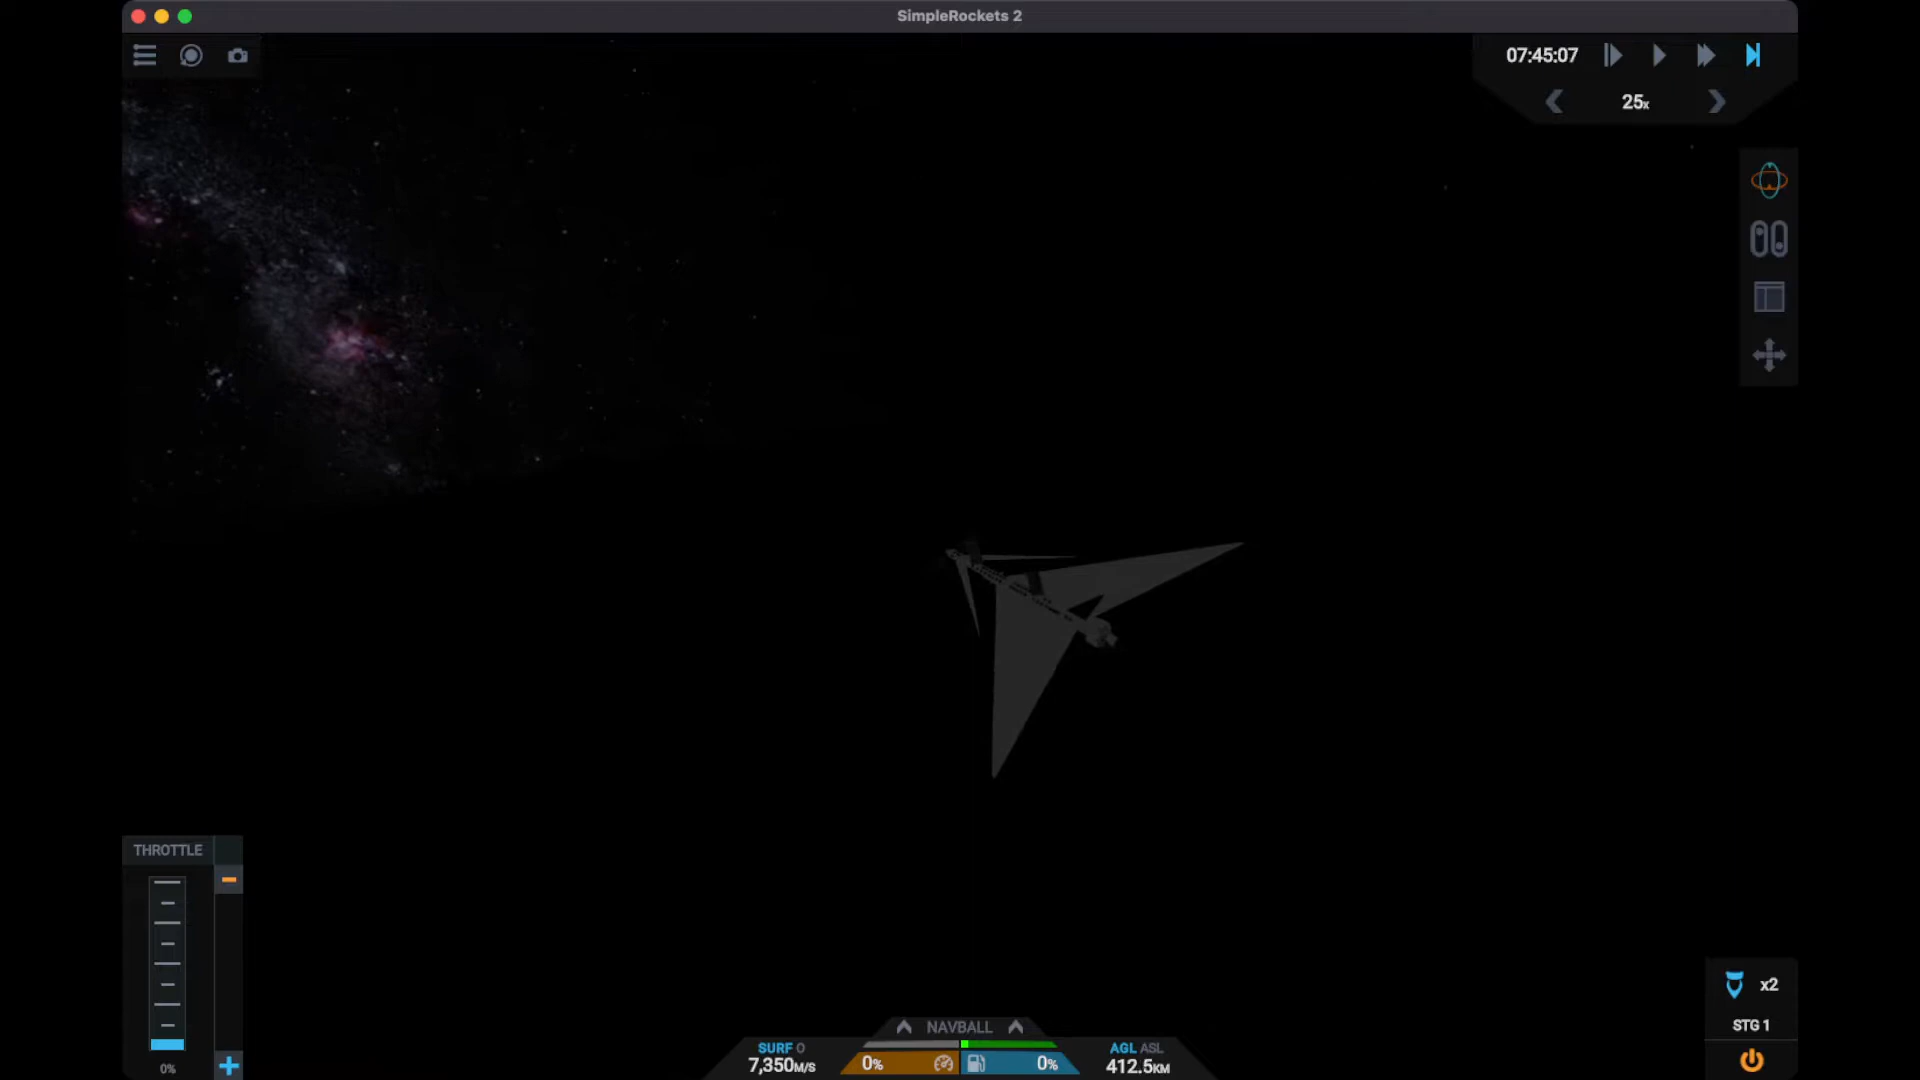 SimpleRockets 2
07:45:07
25x
THROTTLE
0%
NAVBALL
SURF O
7,350M/S
0%
0%
AGL ASL
412.5KM
x2
STG 1